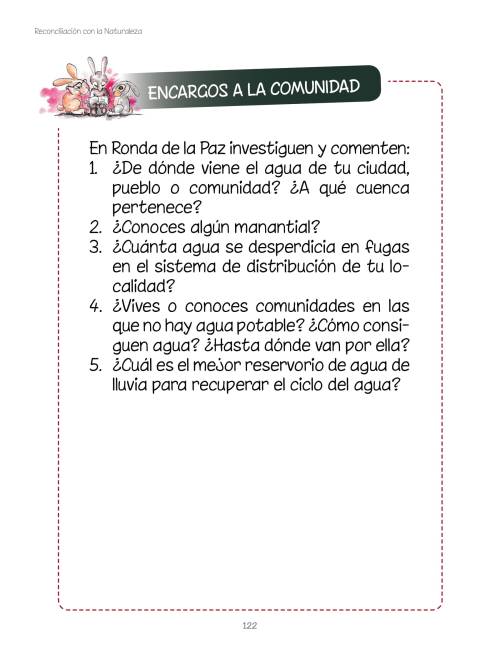 Reconciliación con la Naturaleza
ENCARGOS A LA COMUNIDAD
En Ronda de la Paz investiguen y comenten:
1. ¿De dónde viene el agua de tu ciudad,
pueblo o comunidad? ¿A qué cuenca
pertenece?
2. ¿Conoces algún manantial?
3. ¿Cuánta agua se desperdicia en fugas
en el sistema de distribución de tu lo-
calidad?
4. ¿Vives o conoces comunidades en las
que no hay agua potable? ¿Cómo consi-
guen agua? ¿Hasta dónde van por ella?
5. ¿Cuál es el mejor reservorio de agua de
lluvia para recuperar el ciclo del agua?
122